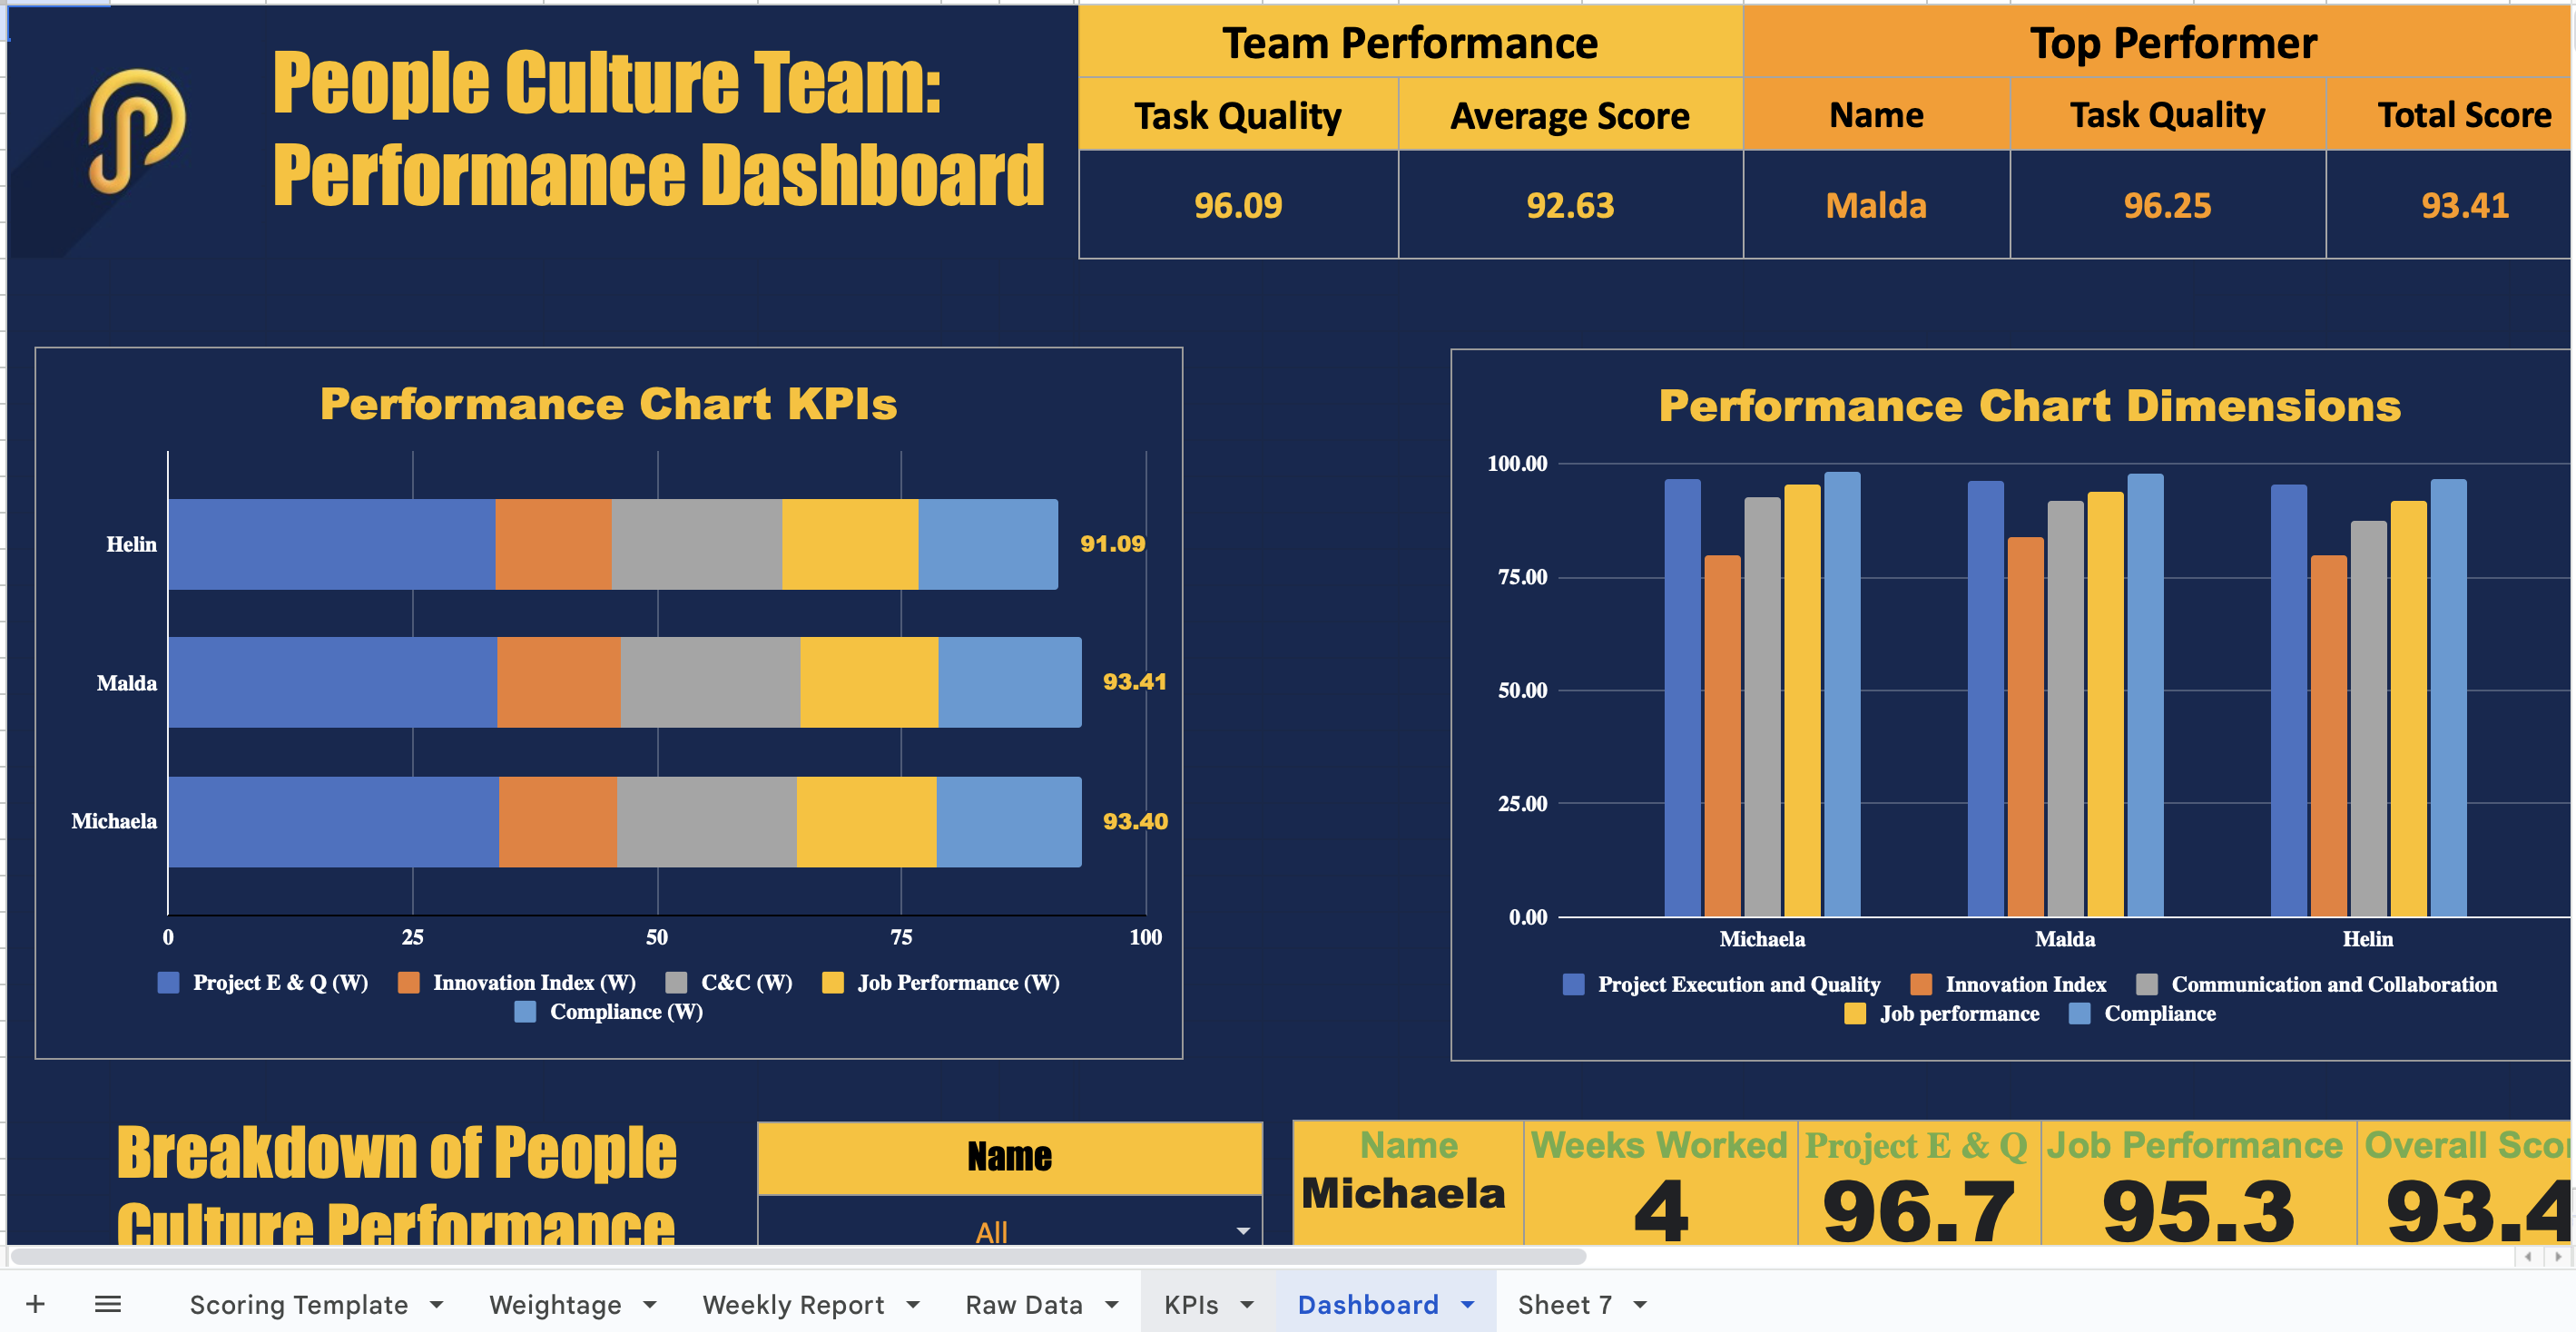 People Culture Team:
Performance Dashboard
Team Performance
Top Performer
Task Quality
Average Score
Name
Task Quality
Total Score
96.09
92.63
Malda
96.25
93.41
Performance Chart KPIs
Helin
91.09
Malda
93.41
Michaela
93.40
0
25
50
75
100
Project E & Q (W)
Innovation Index (W)
C&C (W)
Job Performance (W)
Compliance (W)
Performance Chart Dimensions
100.00
75.00
50.00
25.00
0.00
Michaela
Malda
Helin
Project Execution and Quality
Innovation Index
Communication and Collaboration
Job performance
Compliance
Breakdown of People
Culture Performance
Name
All
Name
Weeks Worked
Project E & Q
Job Performance
Overall Scor
Michaela
4
96.7
95.3
93.4
Scoring Template
Weightage
Weekly Report
Raw Data
KPIs
Dashboard
Sheet 7